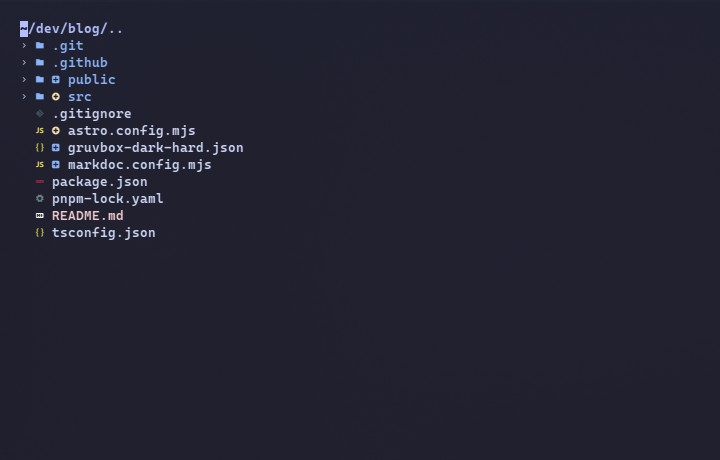 ~/dev/blog/..
.git
.github
public
src
.gitignore
JS astro.config.mjs
{} gruvbox-dark-hard.json
JS markdoc.config.mjs
package.json
pnpm-lock.yaml
README.md
{} tsconfig.json